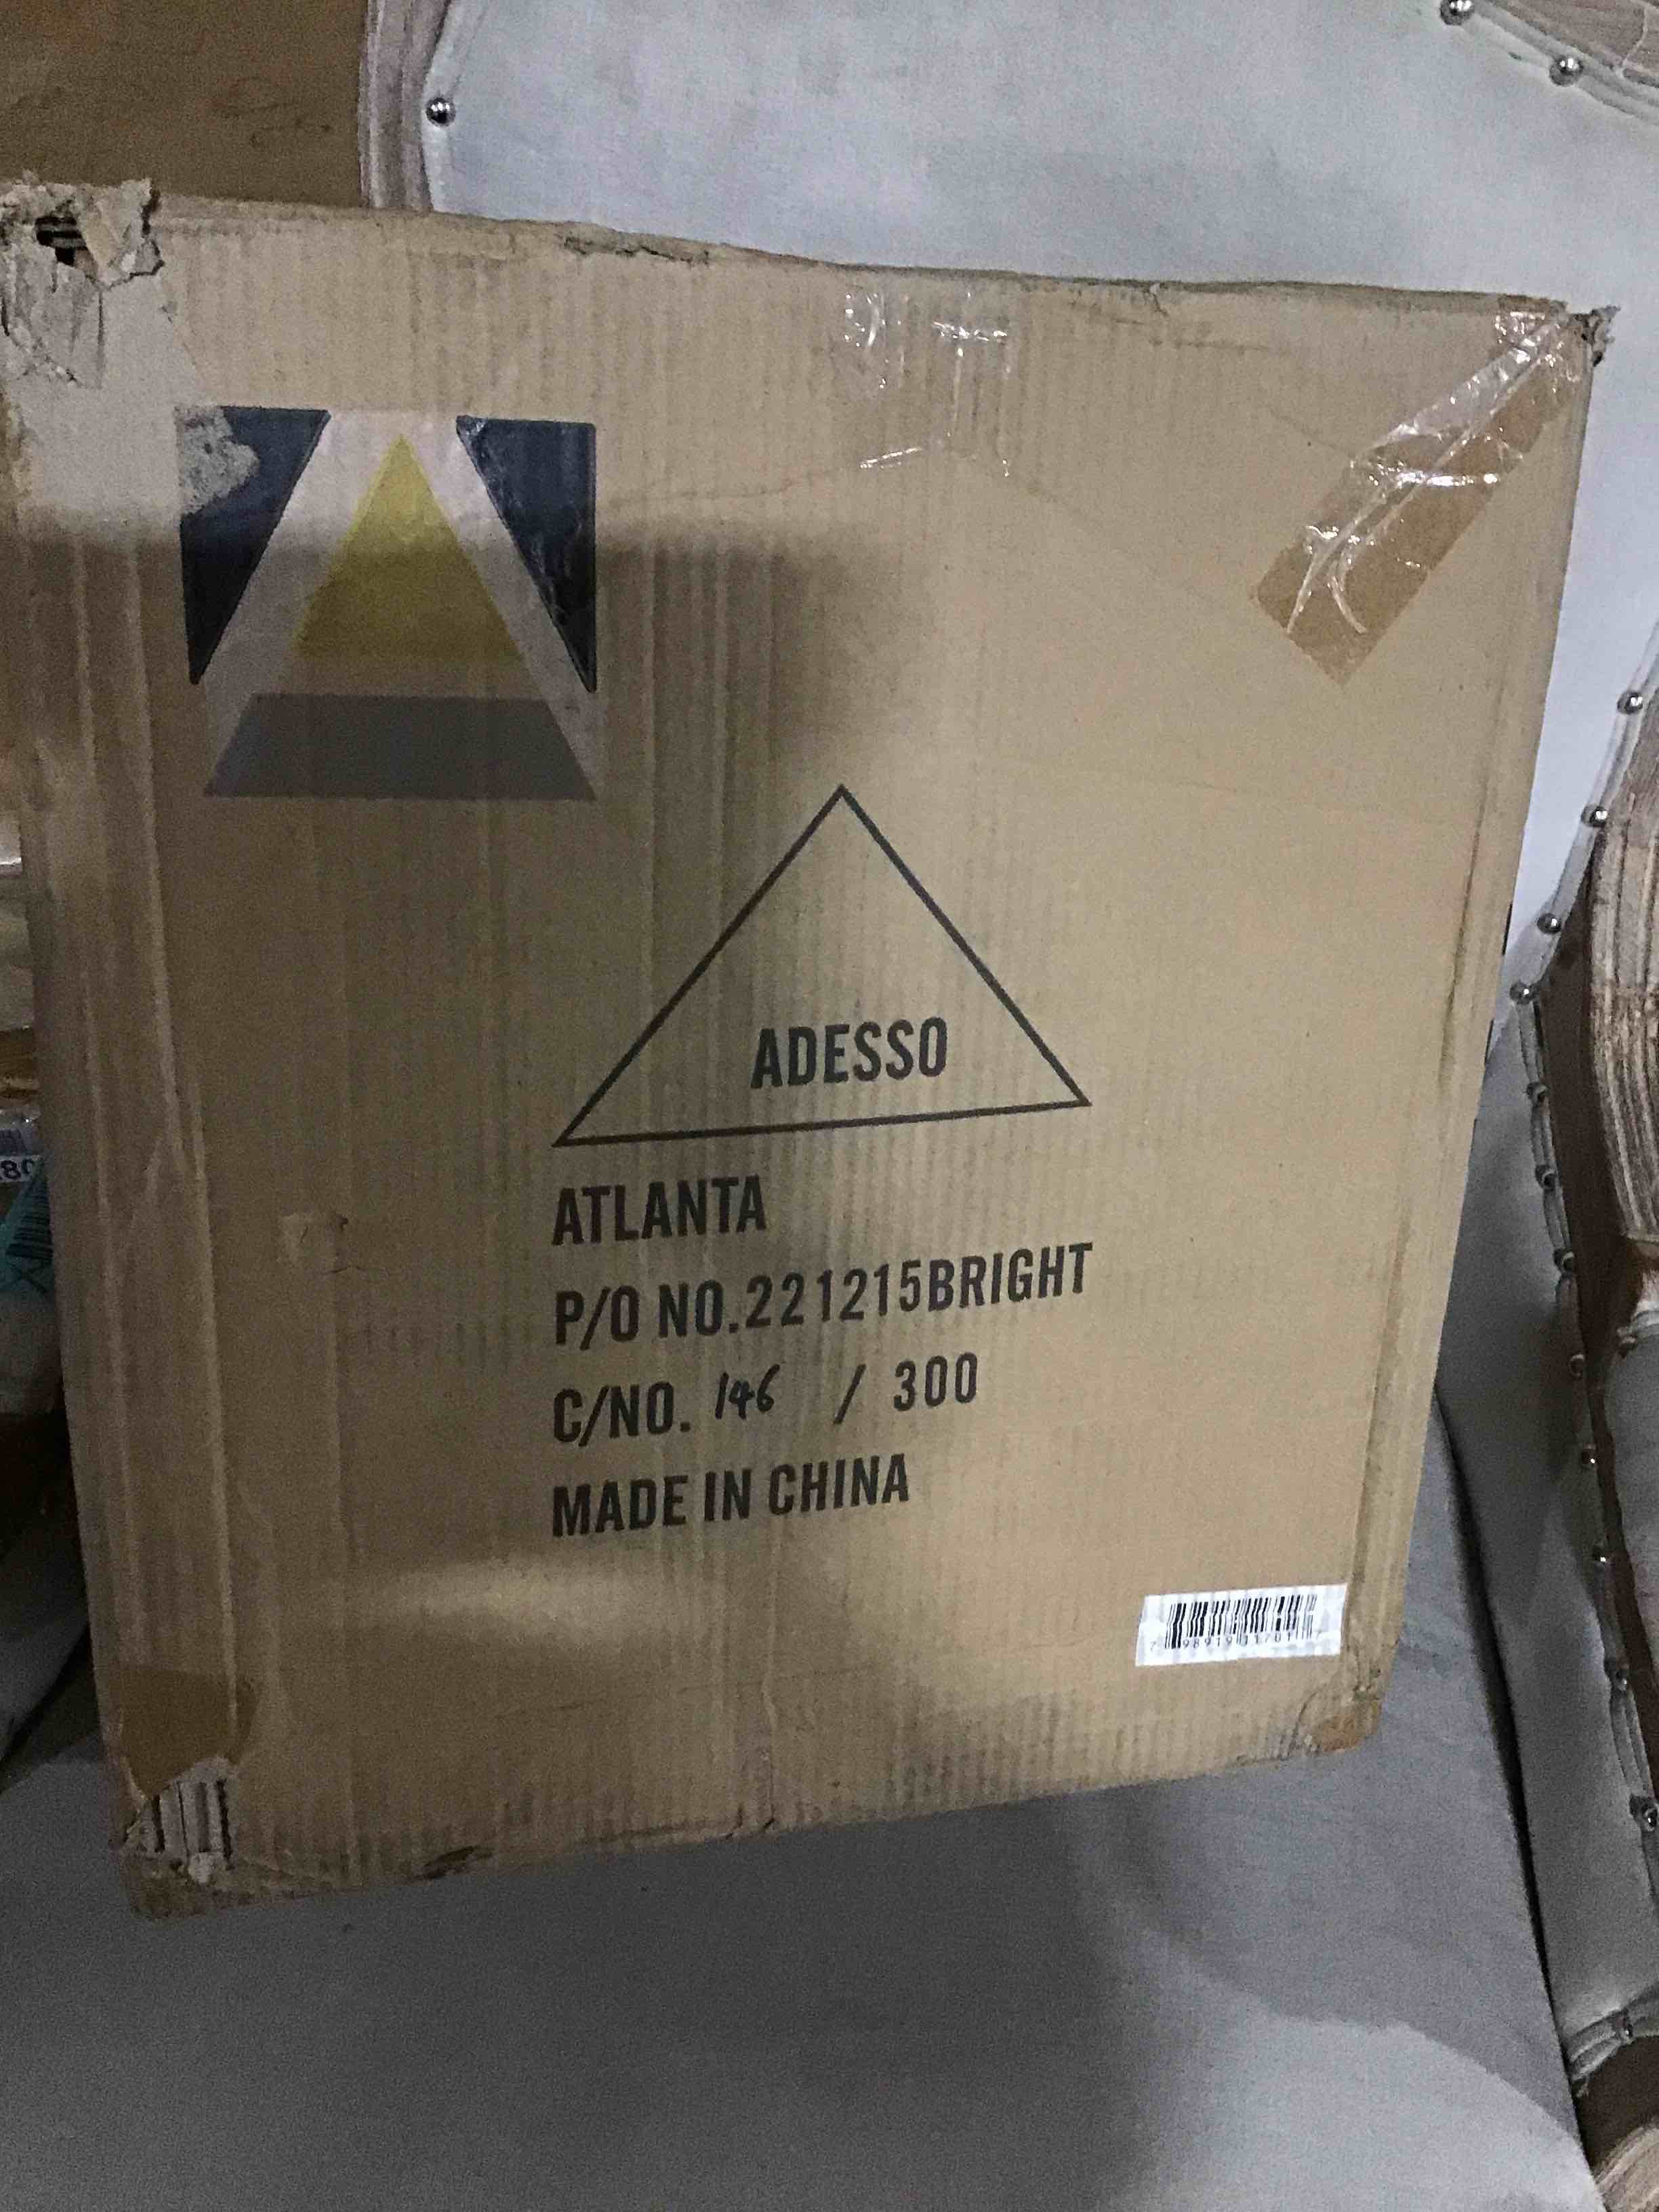 ADESSO
ATLANTA
P/O NO.221215BRIGHT
C/NO. 146 / 300
MADE IN CHINA